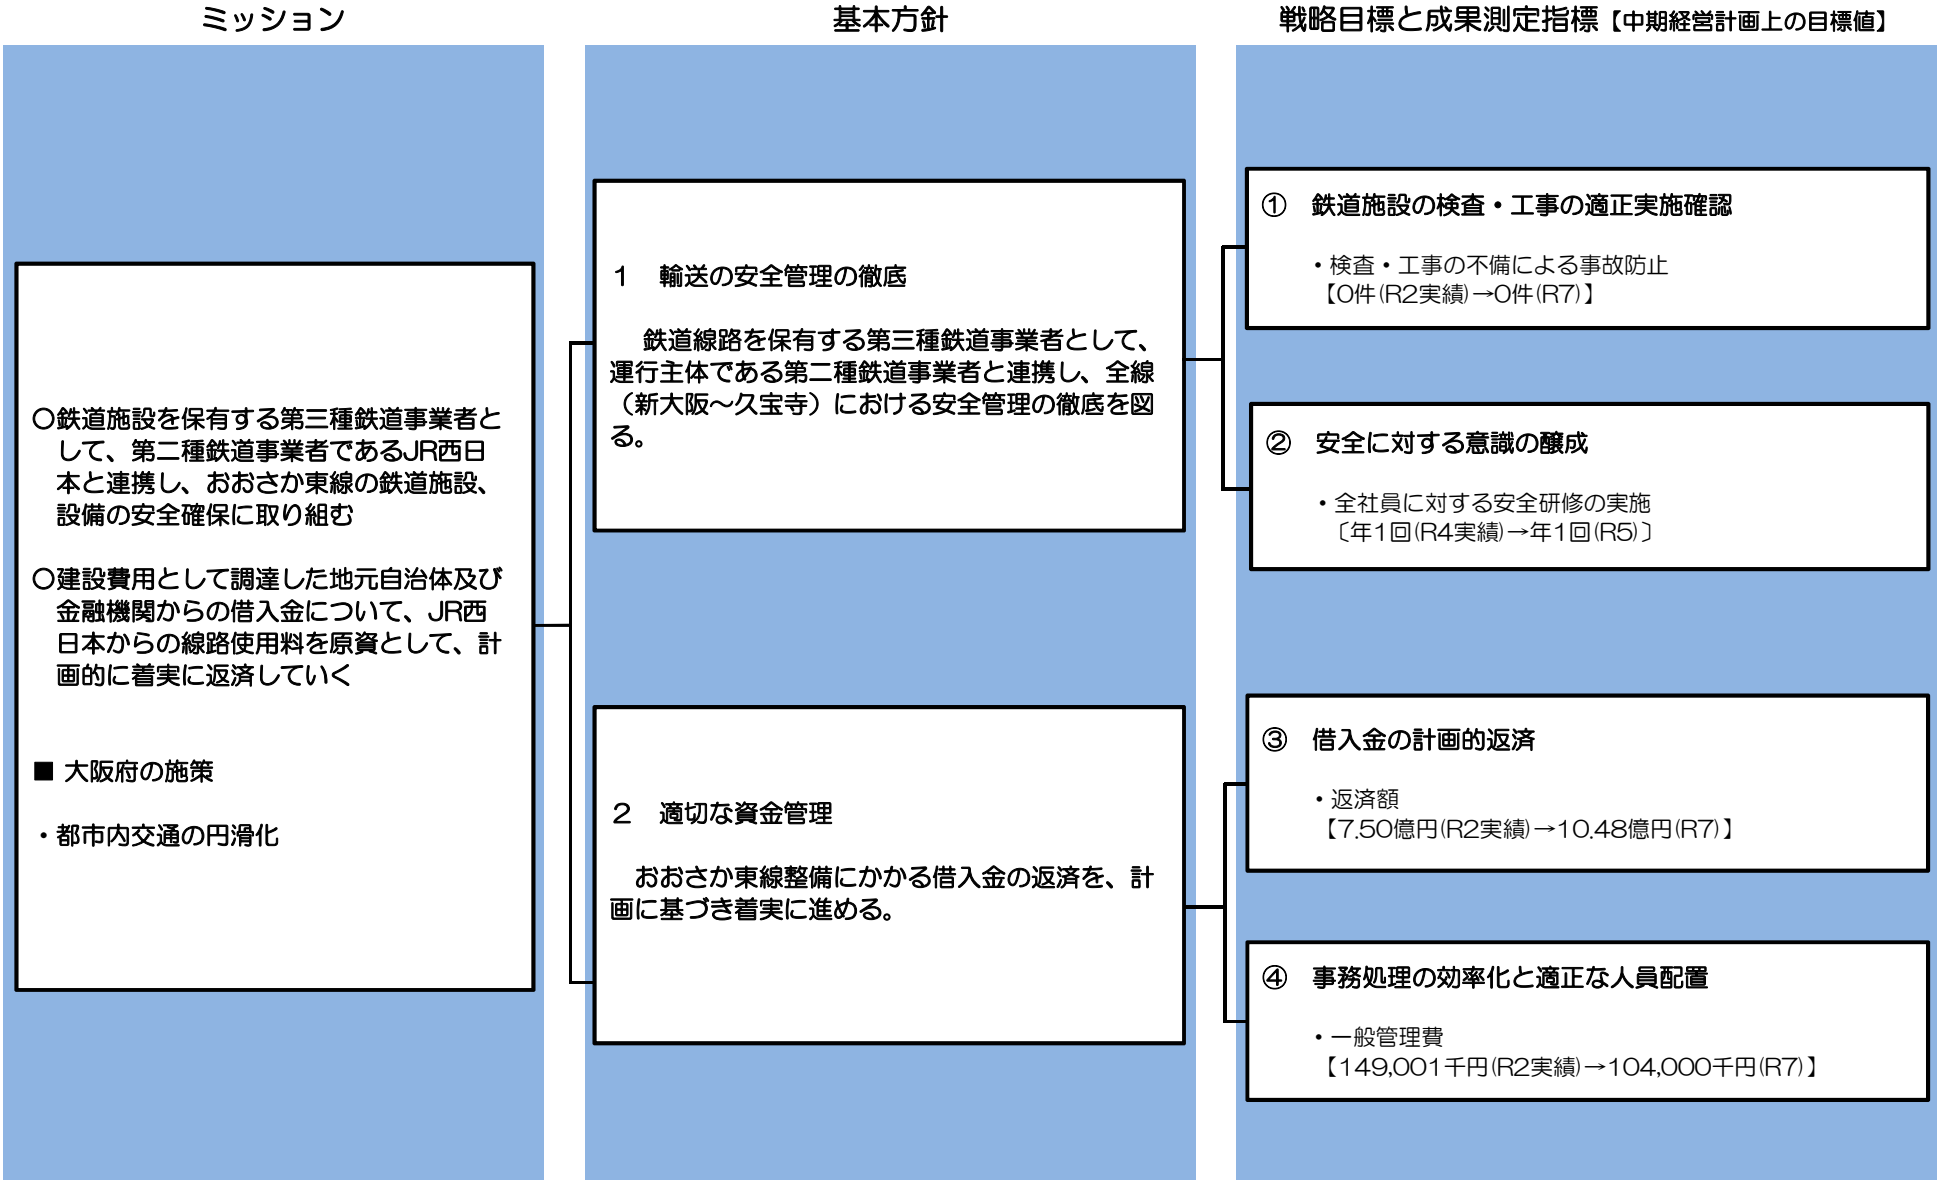 ミッション
基本方針
戦略目標と成果測定指標【中期経営計画上の目標値】
○鉄道施設を保有する第三種鉄道事業者と
して、第二種鉄道事業者であるJR西日
本と連携し、おおさか東線の鉄道施設、
設備の安全確保に取り組む
○建設費用として調達した地元自治体及び
金融機関からの借入金について、JR西
日本からの線路使用料を原資として、計
画的に着実に返済していく
■ 大阪府の施策
・都市内交通の円滑化
１　輸送の安全管理の徹底
鉄道線路を保有する第三種鉄道事業者として、
運行主体である第二種鉄道事業者と連携し、全線
（新大阪～久宝寺）における安全管理の徹底を図
る。
２　適切な資金管理
おおさか東線整備にかかる借入金の返済を、計
画に基づき着実に進める。
①　鉄道施設の検査・工事の適正実施確認
・検査・工事の不備による事故防止
【0件(R2実績)→0件(R7)】
②　安全に対する意識の醸成
・全社員に対する安全研修の実施
〔年1回(R4実績)→年1回(R5)〕
③　借入金の計画的返済
・返済額
【7.50億円(R2実績)→10.48億円(R7)】
④　事務処理の効率化と適正な人員配置
・一般管理費
【149,001千円(R2実績)→104,000千円(R7)】